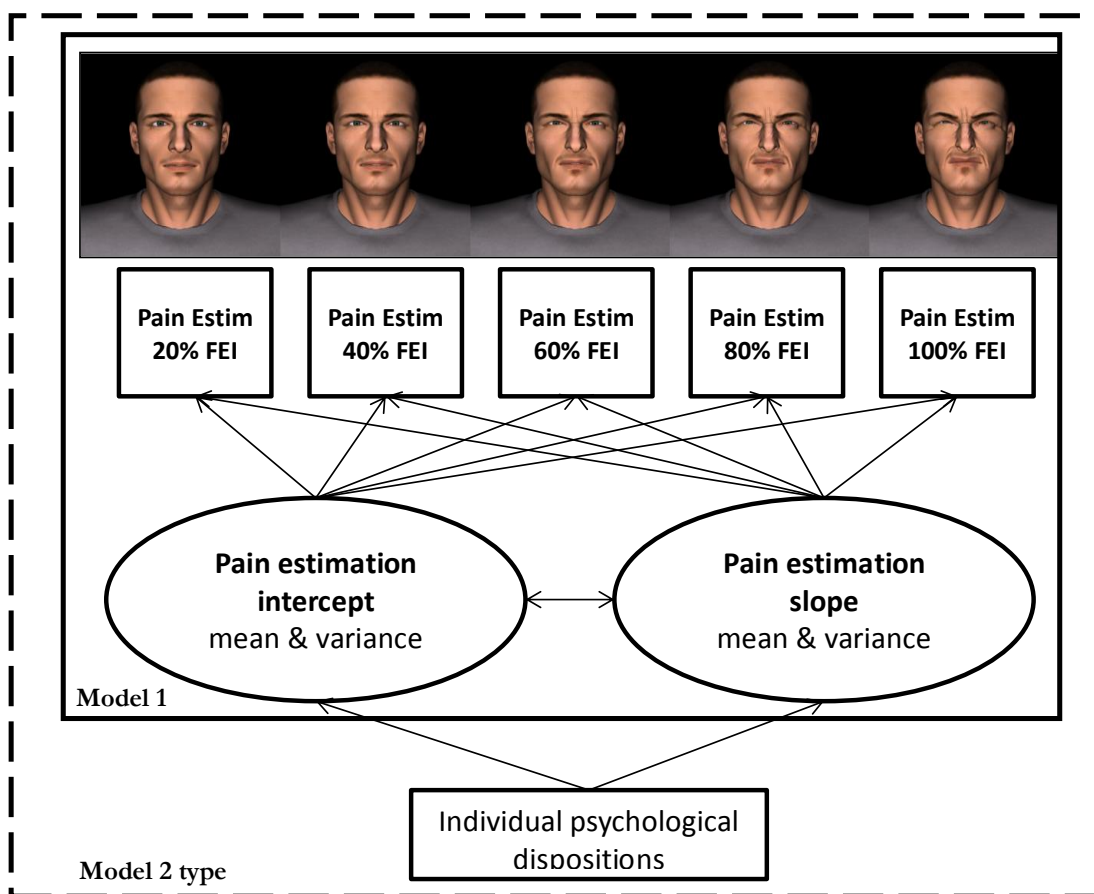 Pain Estim
20% FEI
Pain Estim
40% FEI
Pain Estim
60% FEI
Pain Estim
80% FEI
Pain Estim
100% FEI
Pain estimation
intercept
mean & variance
Pain estimation
slope
mean & variance
Model 1
Individual psychological
dispositions
Model 2 type